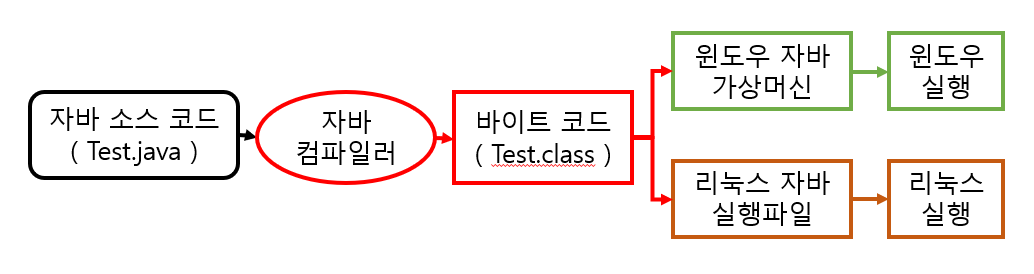 자바 소스 코드
( Test.java )
자바
컴파일러
바이트 코드
( Test.class )
윈도우 자바
가상머신
윈도우
실행
리눅스 자바
실행파일
리눅스
실행